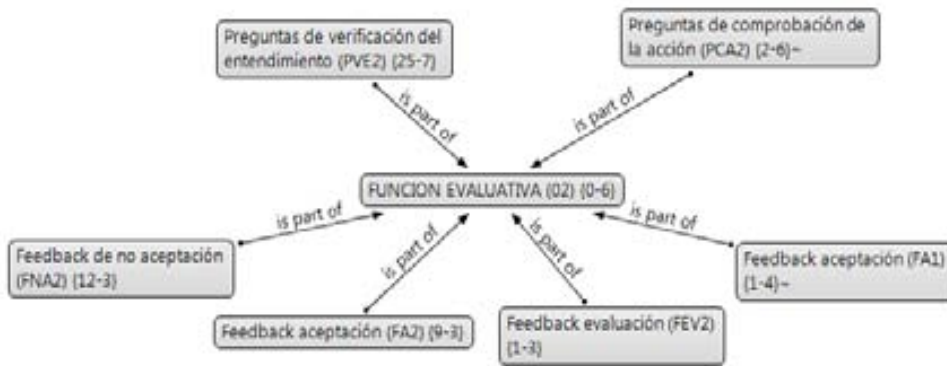 Preguntas de verificación del
entendimiento (PVE2) {25-7}
Preguntas de comprobación de
la acción (PCA2) {2-6}~
is part of
is part of
FUNCION EVALUATIVA (02) {0-6}
is part of
is part of
is part of
is part of
Feedback de no aceptación
(FNA2) {12-3}
Feedback aceptación (FA2) {9-3}
Feedback evaluación (FEV2)
{1-3}
Feedback aceptación (FA1)
{1-4}~